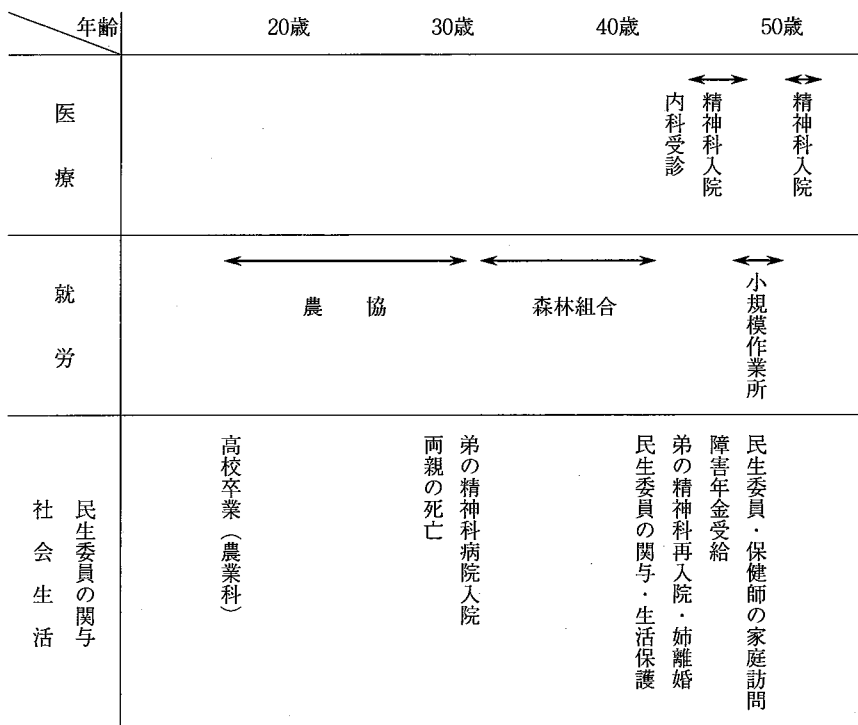 年齢
20歳
30歳
40歳
50歳
医療
内科受診
精神科入院
精神科入院
就労
農協
森林組合
小規模作業所
社会生活
民生委員の関与
高校卒業（農業科）
両親の死亡
弟の精神科病院入院
民生委員の関与・生活保護
弟の精神科再入院・姉離婚
障害年金受給
民生委員・保健師の家庭訪問